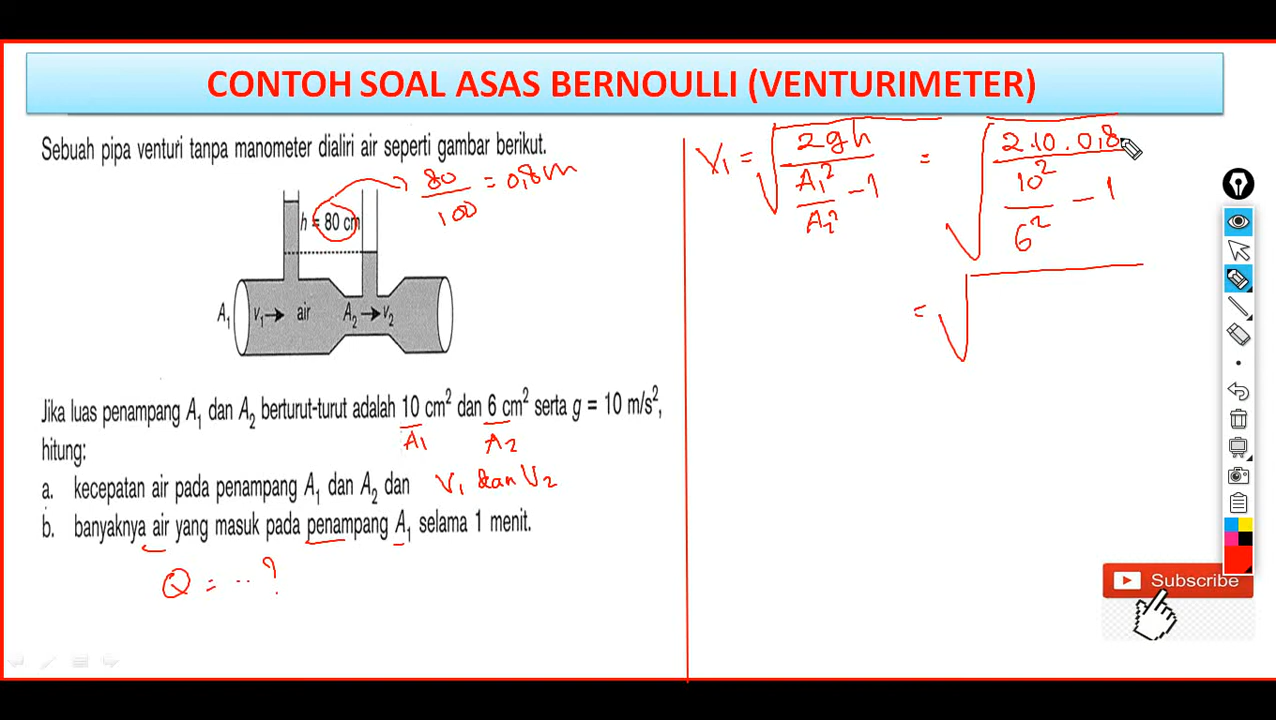 CONTOH SOAL ASAS BERNOULLI (VENTURIMETER)
Sebuah pipa venturi tanpa manometer dialiri air seperti gambar berikut.
80/100 = 0,8 m
h = 80 cm
A₁ v₁→ air A₂→v₂
Jika luas penampang A₁ dan A₂ berturut-turut adalah 10 cm² dan 6 cm² serta g = 10 m/s²,
A₁ A₂
hitung:
a. kecepatan air pada penampang A₁ dan A₂ dan V₁ dan V₂
b. banyaknya air yang masuk pada penampang A₁ selama 1 menit.
Q = ..?
V₁ = √(2gh / (A₁²/A₂² - 1)) = √(2.10.0,8 / (10²/6² - 1))
= √
Subscribe